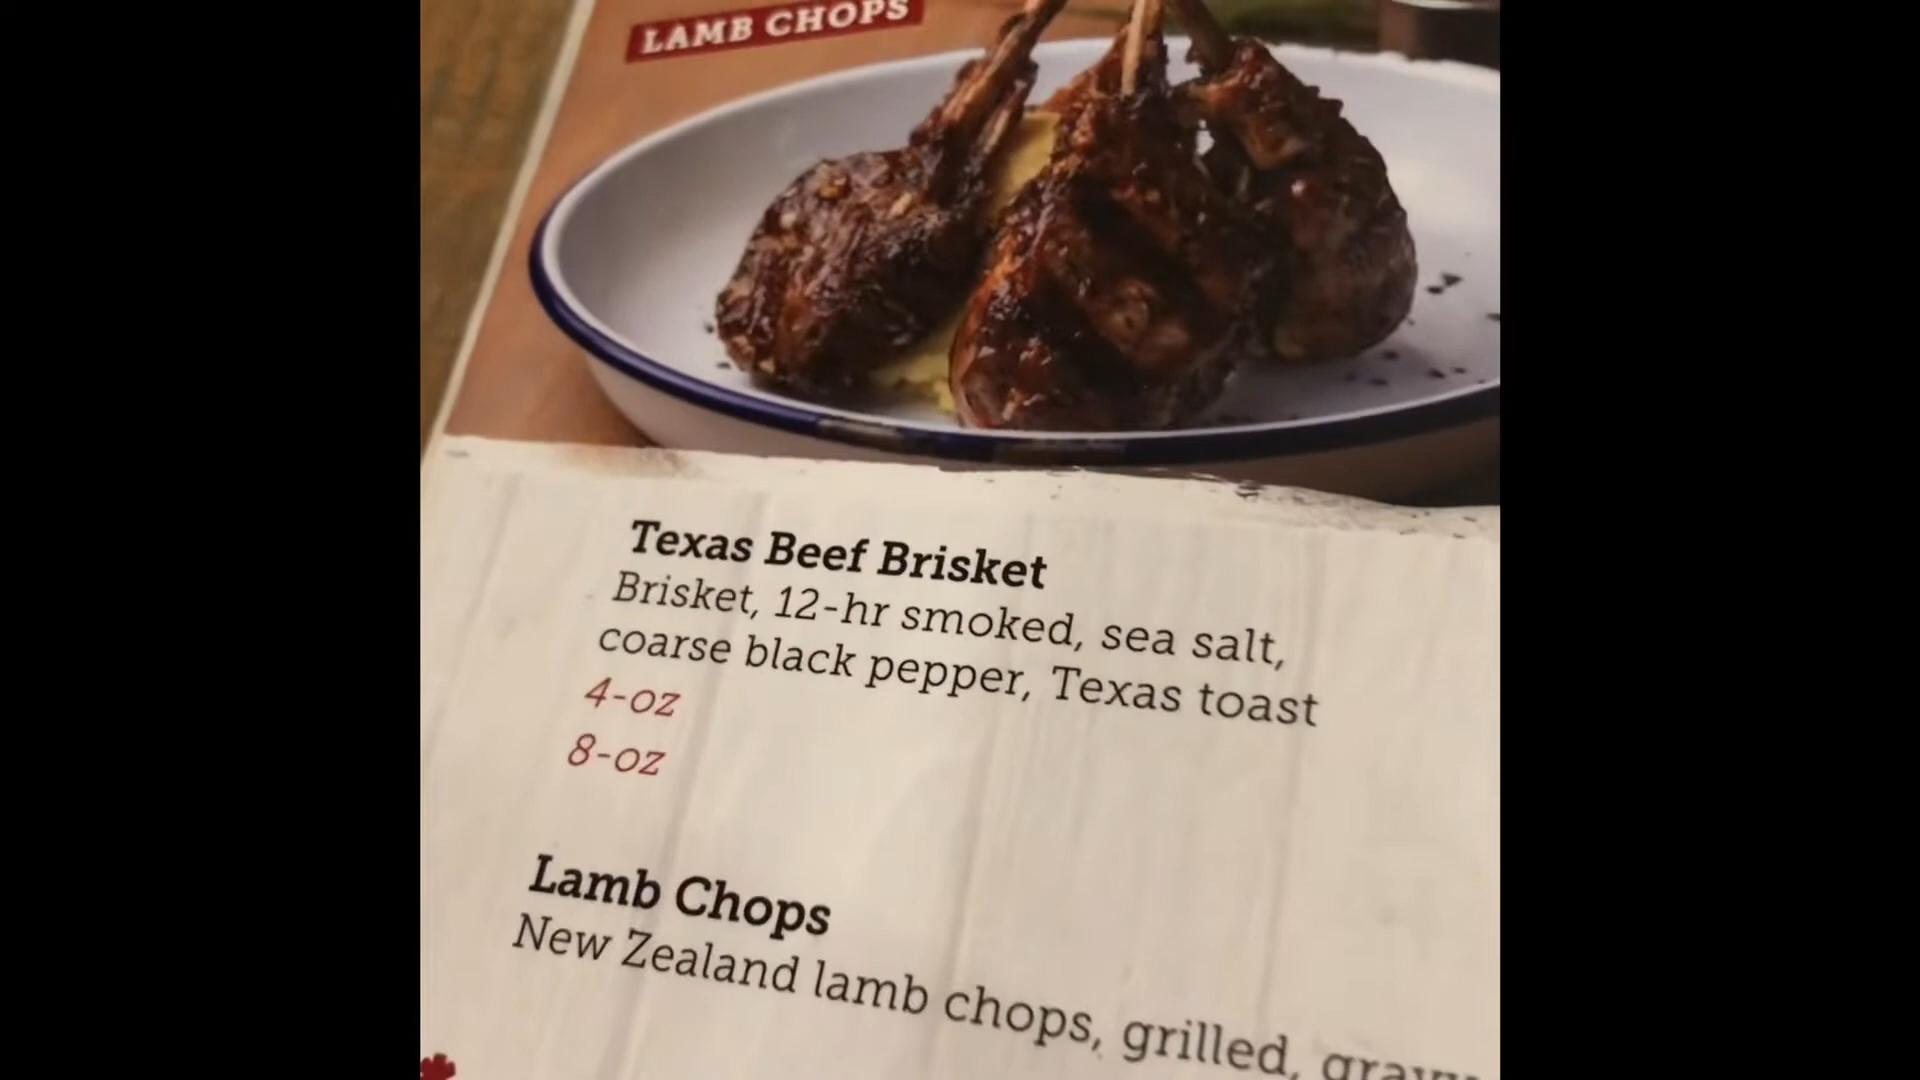 LAMB CHOPS
Texas Beef Brisket
Brisket, 12-hr smoked, sea salt,
coarse black pepper, Texas toast
4-oz
8-oz
Lamb Chops
New Zealand lamb chops, grilled,